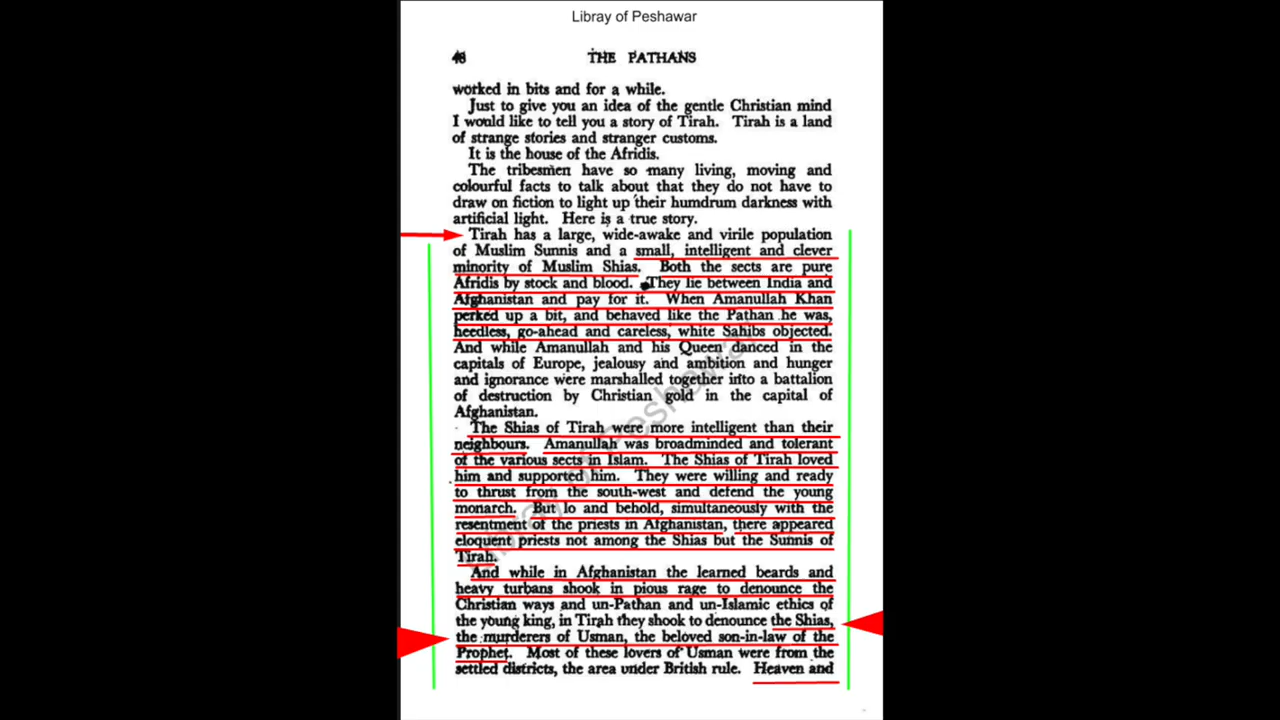 Libray of Peshawar
48 THE PATHANS
worked in bits and for a while.
Just to give you an idea of the gentle Christian mind
I would like to tell you a story of Tirah. Tirah is a land
of strange stories and stranger customs.
It is the house of the Afridis.
The tribesmen have so many living, moving and
colourful facts to talk about that they do not have to
draw on fiction to light up their humdrum darkness with
artificial light. Here is a true story.
Tirah has a large, wide-awake and virile population
of Muslim Sunnis and a small, intelligent and clever
minority of Muslim Shias. Both the sects are pure
Afridis by stock and blood. They lie between India and
Afghanistan and pay for it. When Amanullah Khan
perked up a bit, and behaved like the Pathan he was,
heedless, go-ahead and careless, white Sahibs objected.
And while Amanullah and his Queen danced in the
capitals of Europe, jealousy and ambition and hunger
and ignorance were marshalled together into a battalion
of destruction by Christian gold in the capital of
Afghanistan.
The Shias of Tirah were more intelligent than their
neighbours. Amanullah was broadminded and tolerant
of the various sects in Islam. The Shias of Tirah loved
him and supported him. They were willing and ready
to thrust from the south-west and defend the young
monarch. But lo and behold, simultaneously with the
resentment of the priests in Afghanistan, there appeared
eloquent priests not among the Shias but the Sunnis of
Tirah.
And while in Afghanistan the learned beards and
heavy turbans shook in pious rage to denounce the
Christian ways and un-Pathan and un-Islamic ethics of
the young king, in Tirah they shook to denounce the Shias,
the murderers of Usman, the beloved son-in-law of the
Prophet. Most of these lovers of Usman were from the
settled districts, the area under British rule. Heaven and